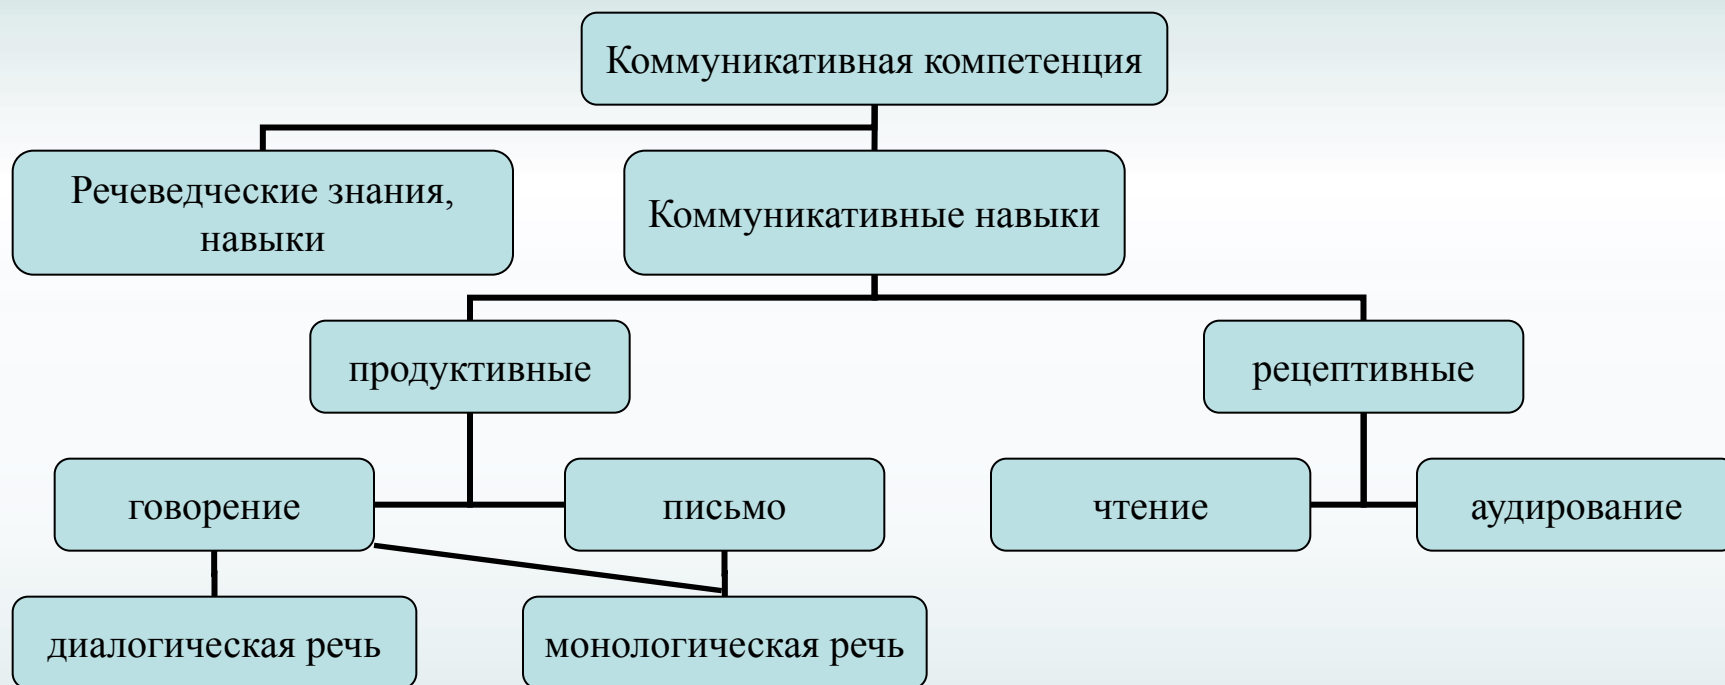 Коммуникативная компетенция
Речеведческие знания,
навыки
Коммуникативные навыки
продуктивные
рецептивные
говорение
письмо
чтение
аудирование
диалогическая речь
монологическая речь